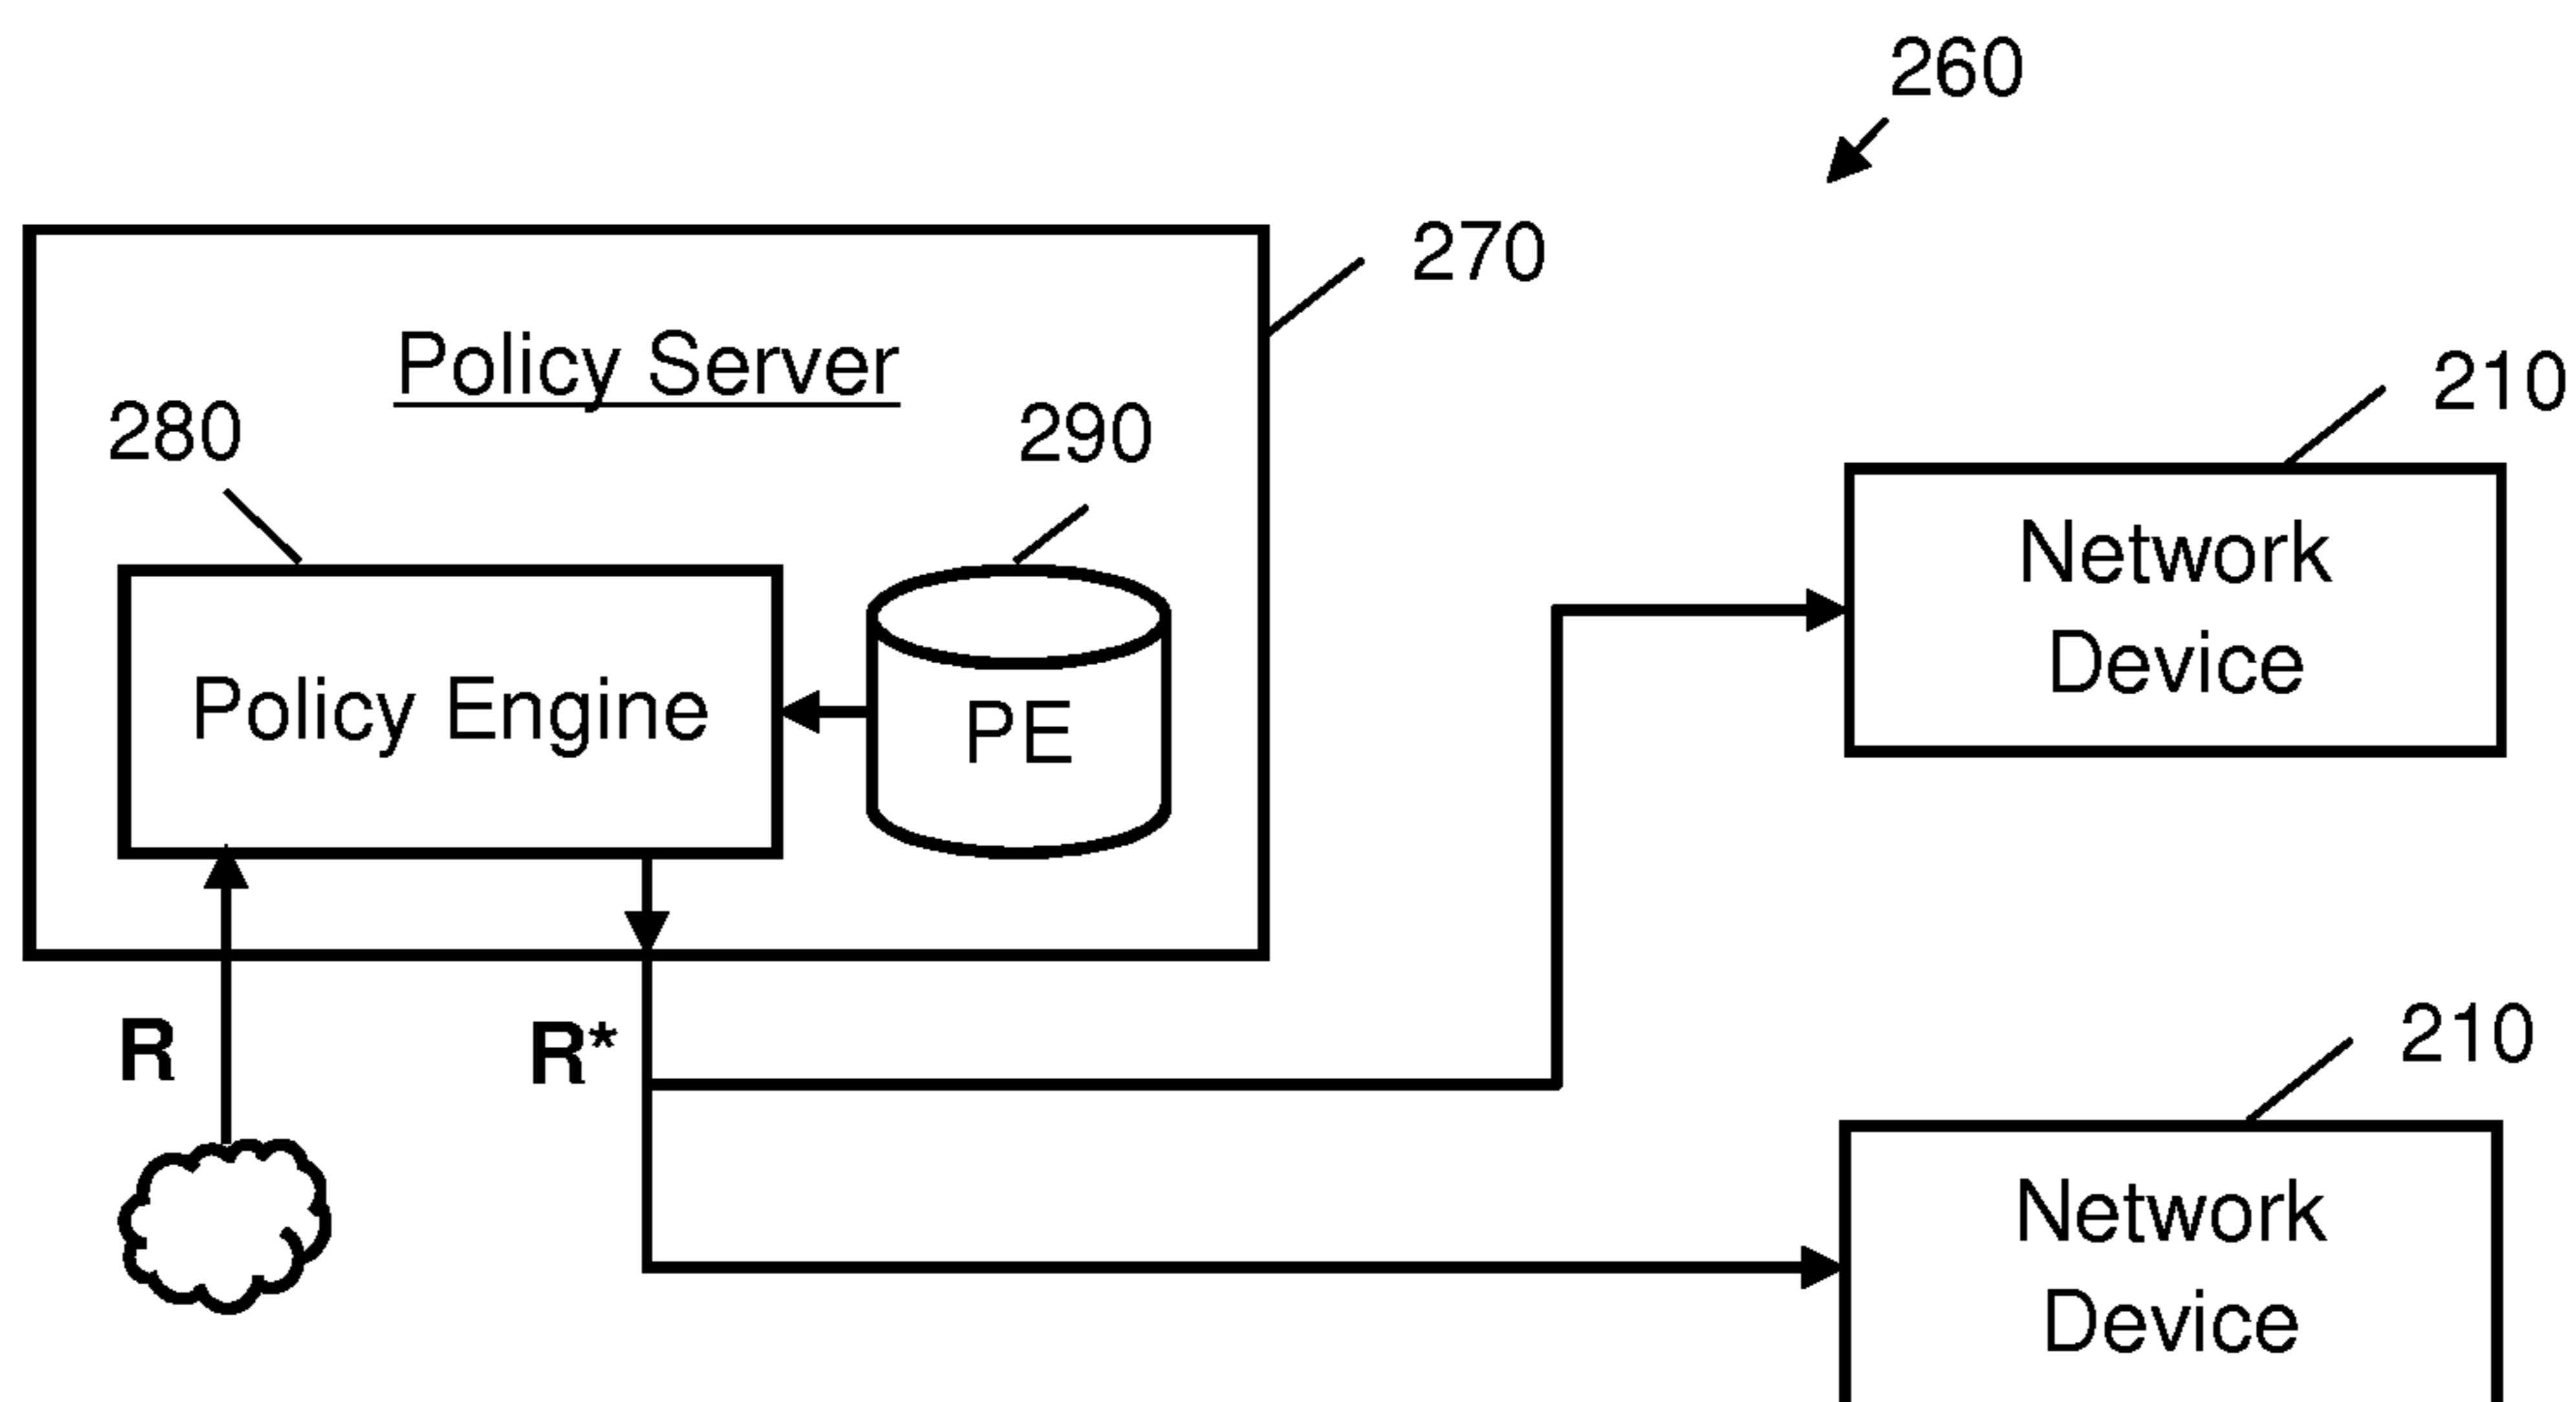 260
270
Policy Server
210
280
290
Network
Device
Policy Engine
PE
R
R*
210
Network
Device